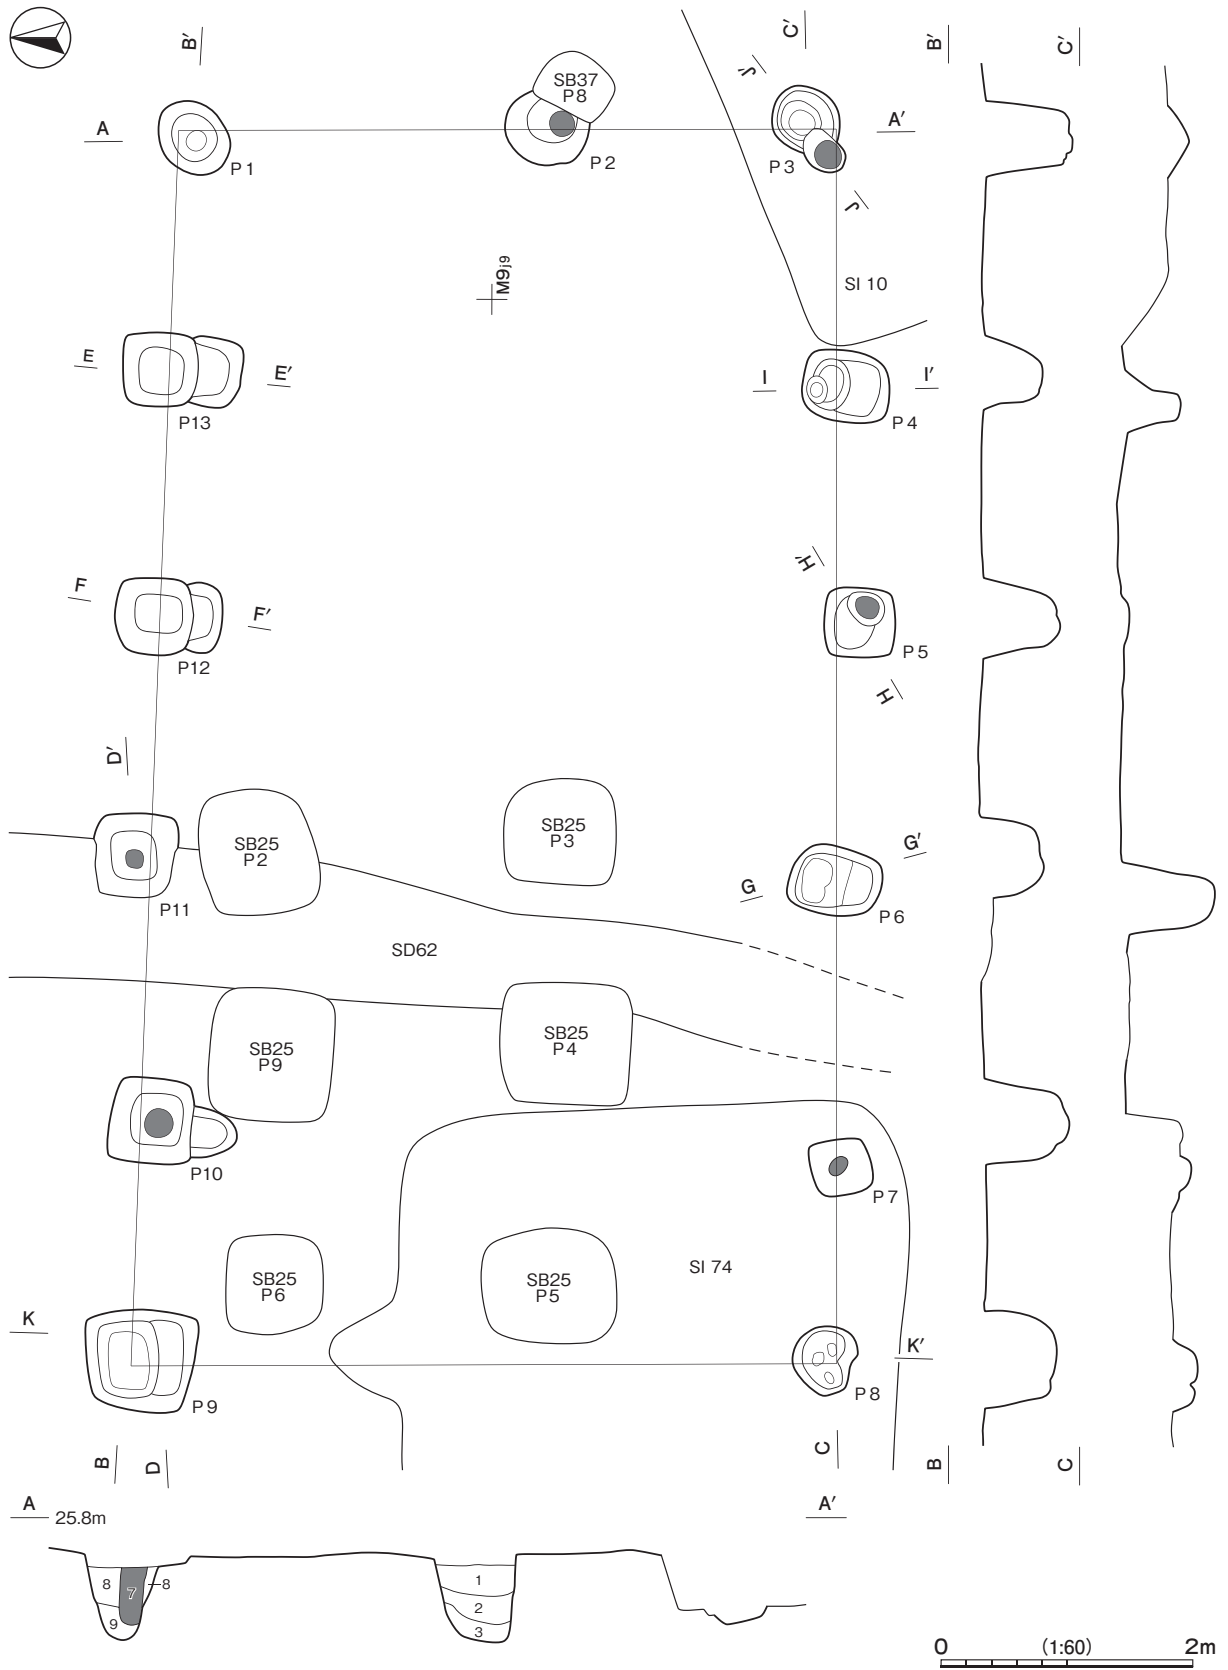 B′
C′
B′
C′
J′
SB37
P8
A
A′
P1
P2
P3
J
M9j9
SI 10
E
E′
I
I′
P13
P4
H′
F
F′
P12
P5
H
D′
SB25
P2
SB25
P3
G′
G
P11
P6
SD62
SB25
P9
SB25
P4
P10
P7
SB25
P6
SB25
P5
SI 74
K
K′
P9
P8
B
D
C
B
C
A
25.8m
A′
8
7
8
9
1
2
3
0
(1:60)
2m